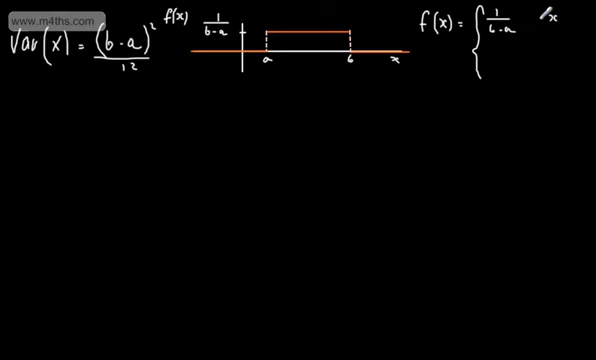 www.m4ths.com
Var(x) = (b-a)²/12
f(x)
1/(b-a)
a b x
f(x) = { 1/(b-a) x